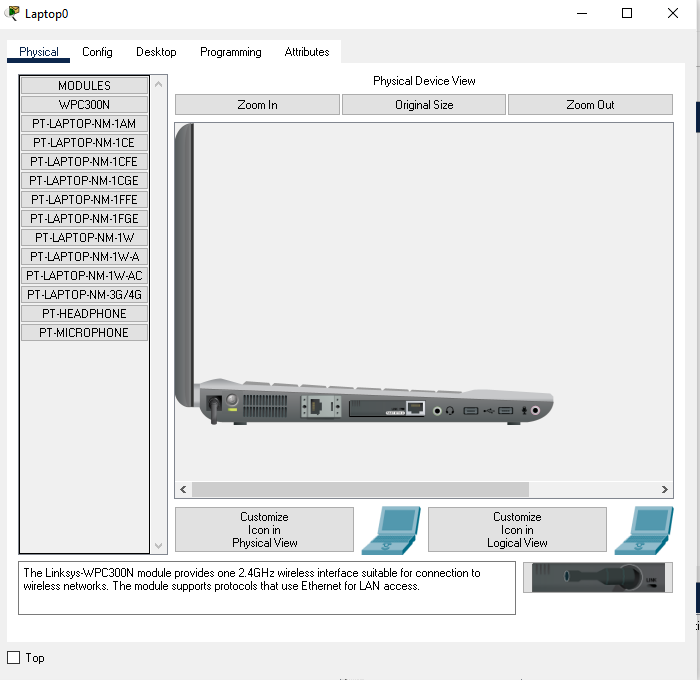 Laptop0
Physical Config Desktop Programming Attributes
MODULES
WPC300N
PT-LAPTOP-NM-1AM
PT-LAPTOP-NM-1CE
PT-LAPTOP-NM-1CFE
PT-LAPTOP-NM-1CGE
PT-LAPTOP-NM-1FFE
PT-LAPTOP-NM-1FGE
PT-LAPTOP-NM-1W
PT-LAPTOP-NM-1W-A
PT-LAPTOP-NM-1W-AC
PT-LAPTOP-NM-3G/4G
PT-HEADPHONE
PT-MICROPHONE
Physical Device View
Zoom In Original Size Zoom Out
Customize
Icon in
Physical View
Customize
Icon in
Logical View
The Linksys-WPC300N module provides one 2.4GHz wireless interface suitable for connection to
wireless networks. The module supports protocols that use Ethernet for LAN access.
LINK
Top